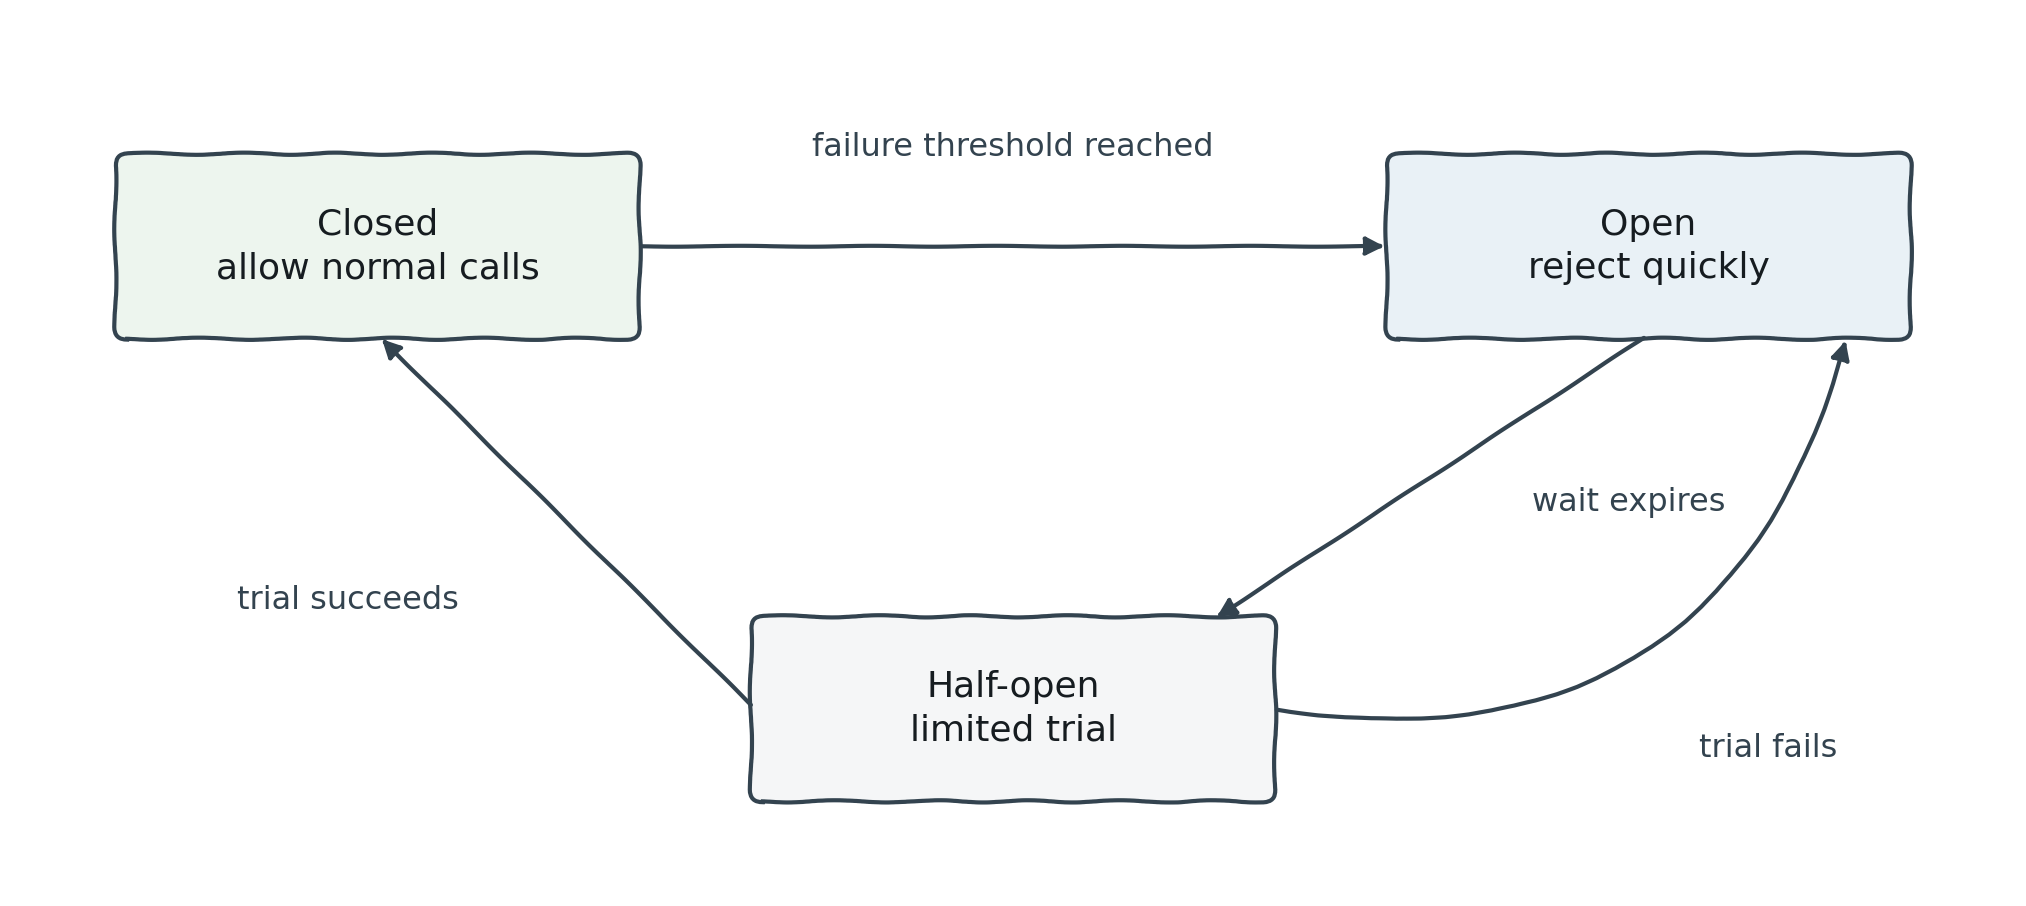 failure threshold reached
Closed
allow normal calls
Open
reject quickly
wait expires
trial succeeds
Half-open
limited trial
trial fails